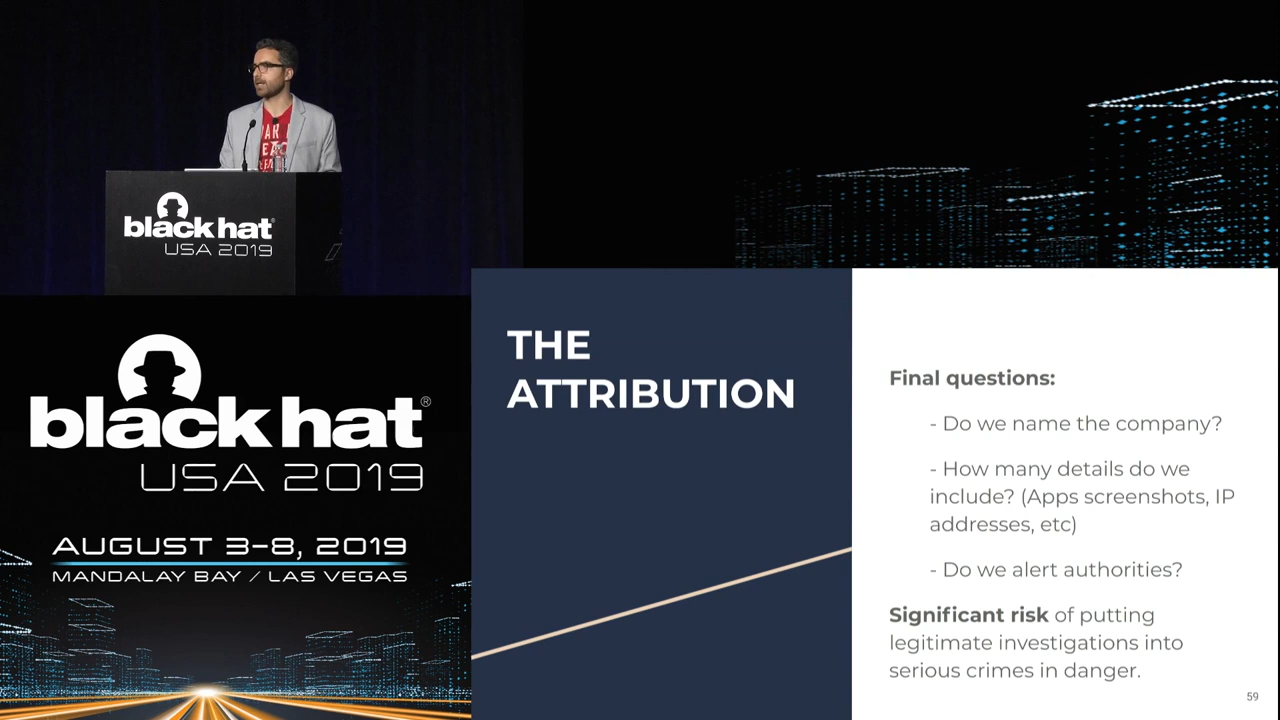 AR
EAC
black hat®
USA 2019
black hat®
USA 2019
AUGUST 3-8, 2019
MANDALAY BAY / LAS VEGAS
THE
ATTRIBUTION
Final questions:
- Do we name the company?
- How many details do we
include? (Apps screenshots, IP
addresses, etc)
- Do we alert authorities?
Significant risk of putting
legitimate investigations into
serious crimes in danger.
59